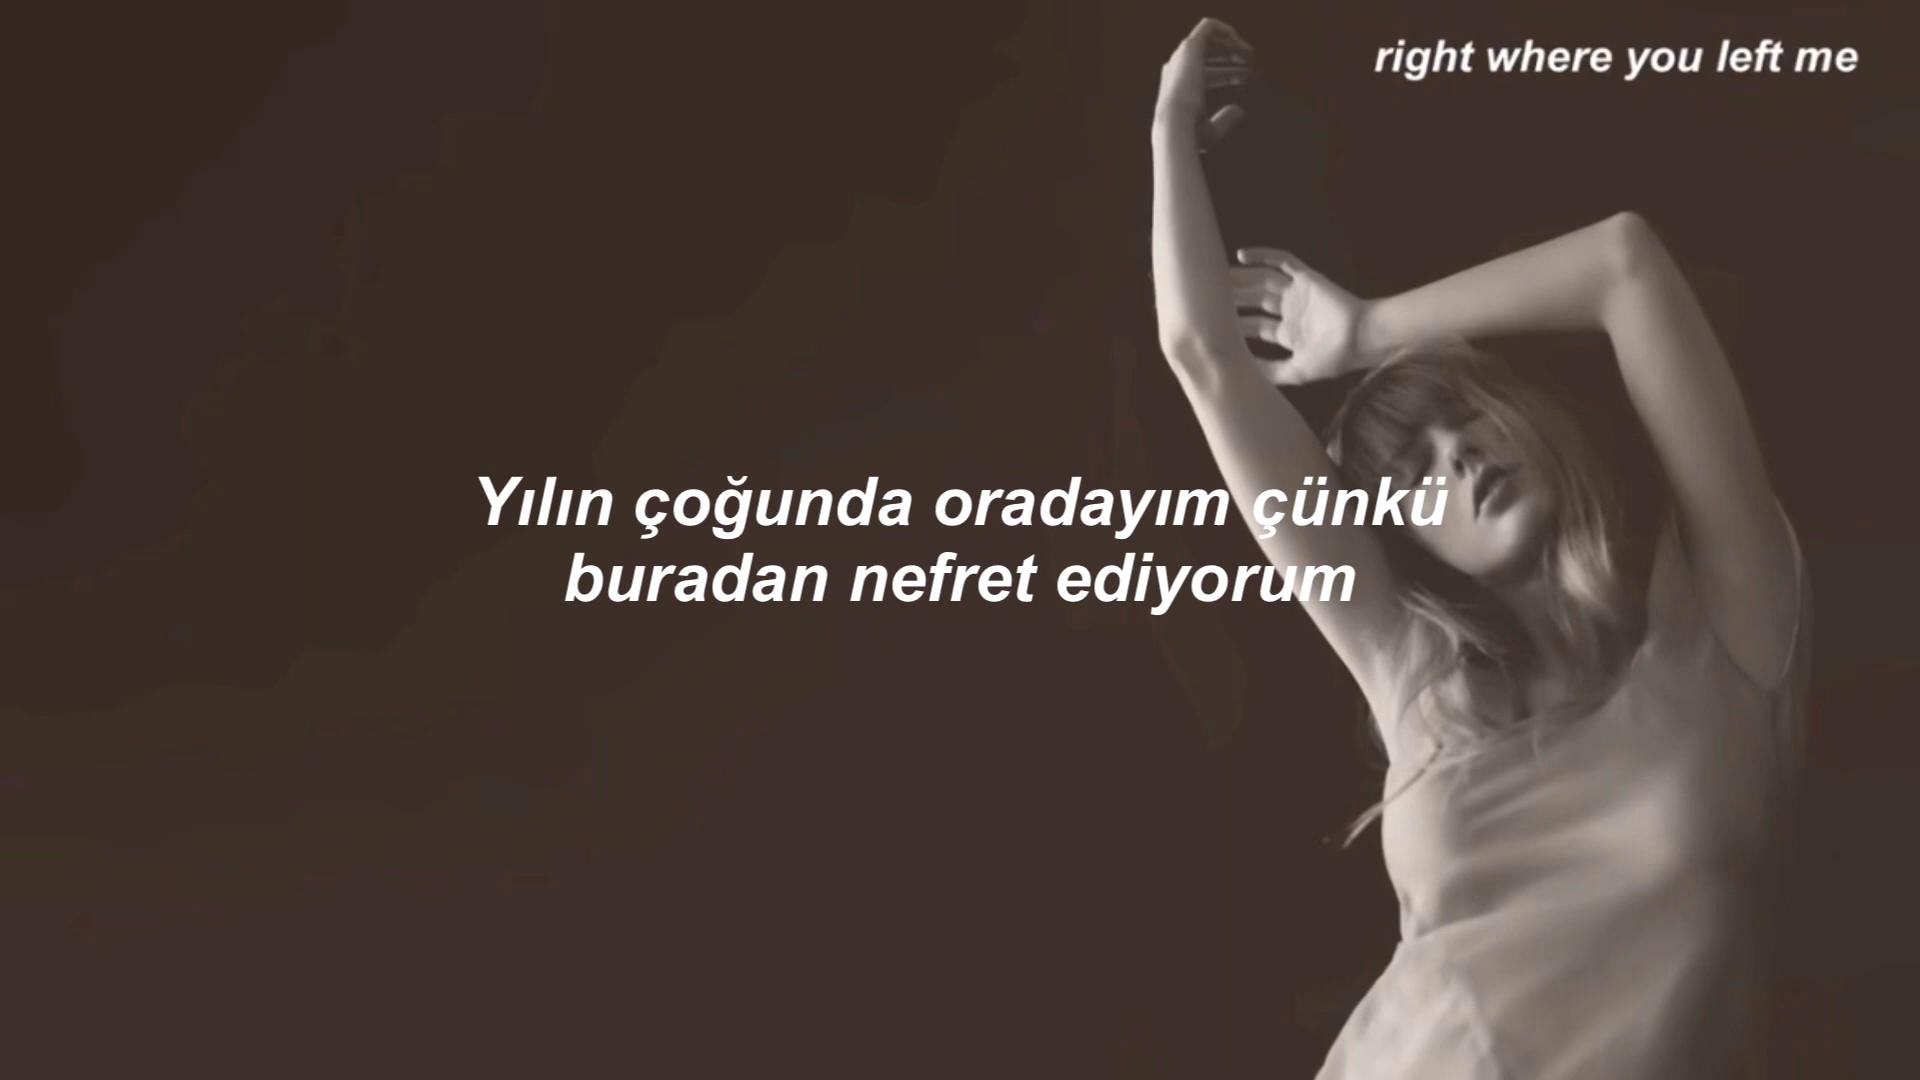 right where you left me
Yılın çoğunda oradayım çünkü
buradan nefret ediyorum